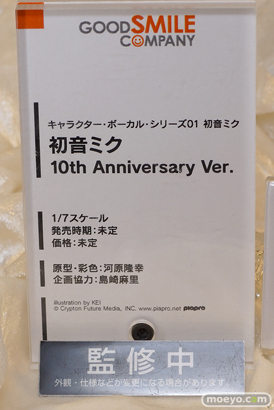 GOODSMILE
COMPANY
キャラクター・ボーカル・シリーズ01 初音ミク
初音ミク
10th Anniversary Ver.
1/7スケール
発売時期：未定
価格：未定
原型・彩色：河原隆幸
企画協力：島崎麻里
illustration by KEI
© Crypton Future Media, INC. www.piapro.net piapro
監修中
外観・仕様などが変更になる場合があります。
moeyo.com